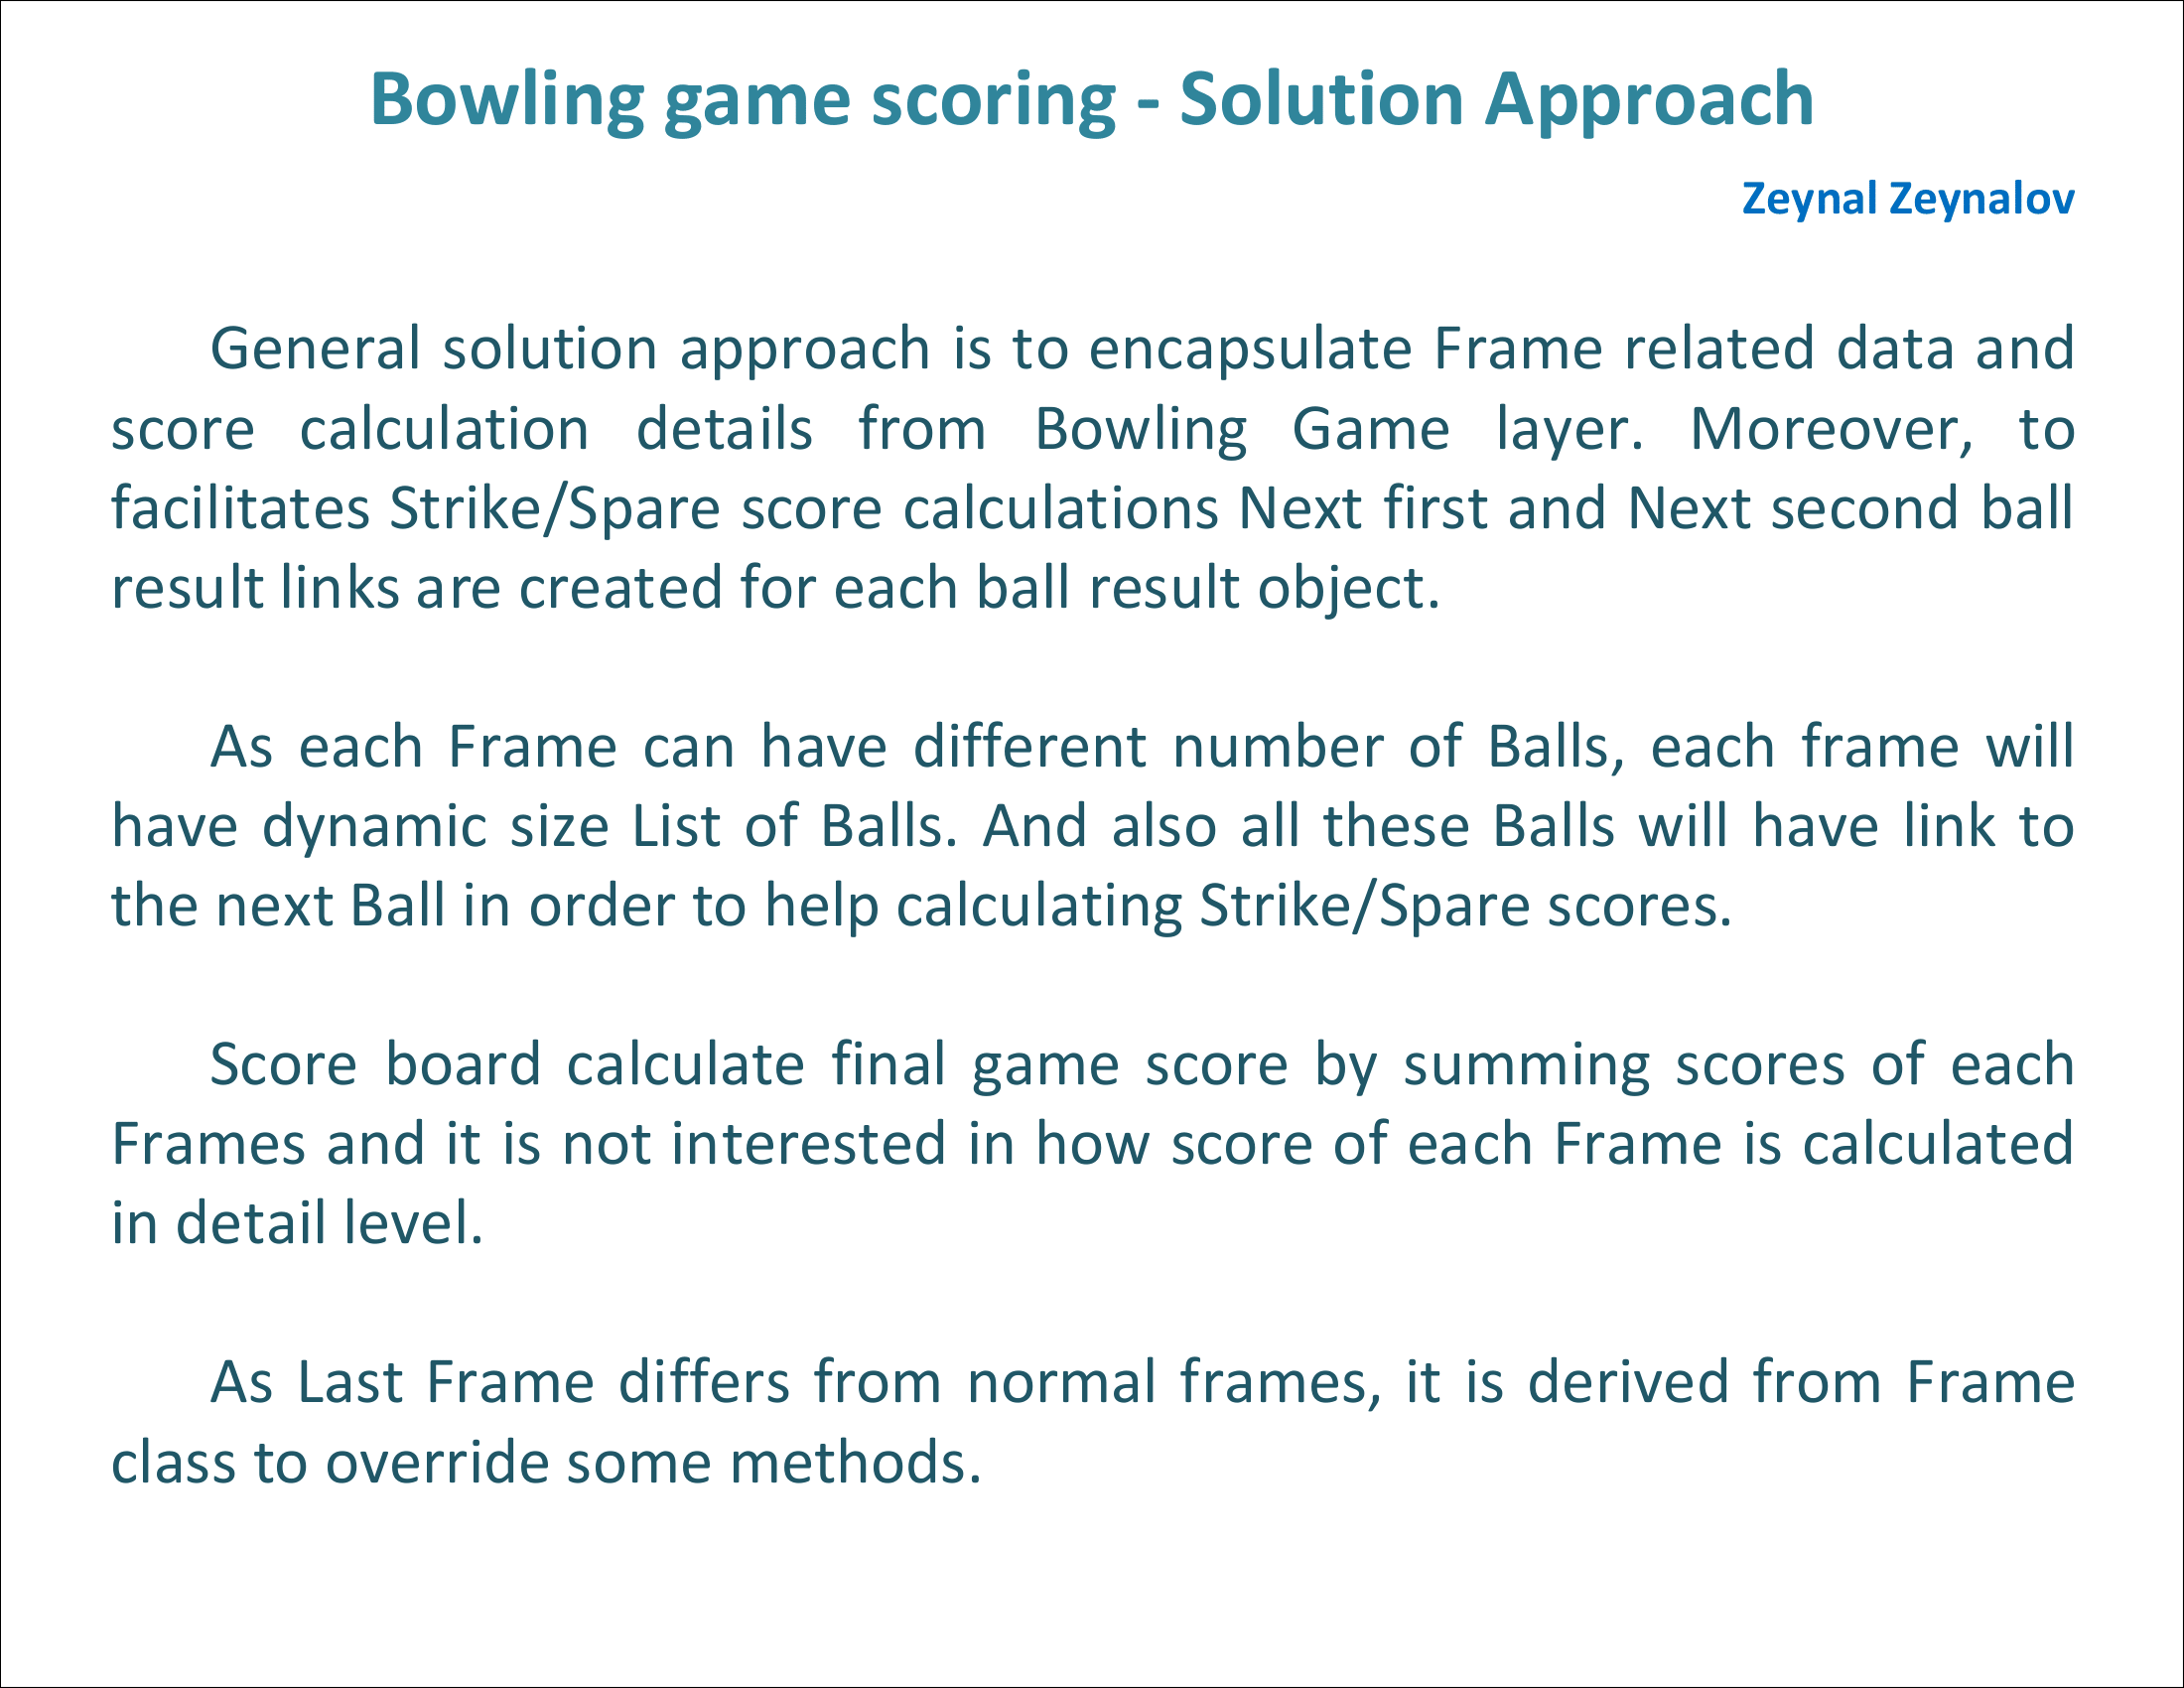 Bowling game scoring - Solution Approach
Zeynal Zeynalov
General solution approach is to encapsulate Frame related data and
score calculation details from Bowling Game layer. Moreover, to
facilitates Strike/Spare score calculations Next first and Next second ball
result links are created for each ball result object.
As each Frame can have different number of Balls, each frame will
have dynamic size List of Balls. And also all these Balls will have link to
the next Ball in order to help calculating Strike/Spare scores.
Score board calculate final game score by summing scores of each
Frames and it is not interested in how score of each Frame is calculated
in detail level.
As Last Frame differs from normal frames, it is derived from Frame
class to override some methods.